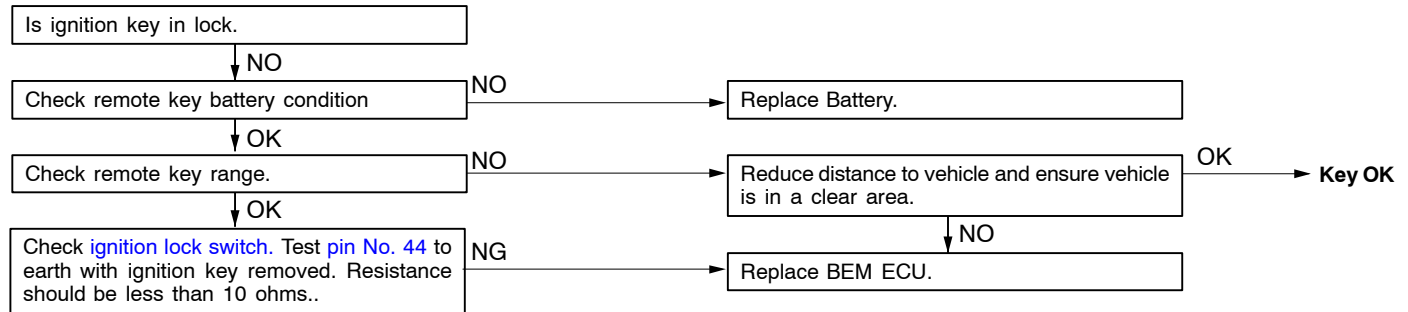 Is ignition key in lock.
NO
Check remote key battery condition
NO
Replace Battery.
OK
Check remote key range.
NO
Reduce distance to vehicle and ensure vehicle
is in a clear area.
OK
Key OK
OK
NO
Check ignition lock switch. Test pin No. 44 to
earth with ignition key removed. Resistance
should be less than 10 ohms..
NG
Replace BEM ECU.